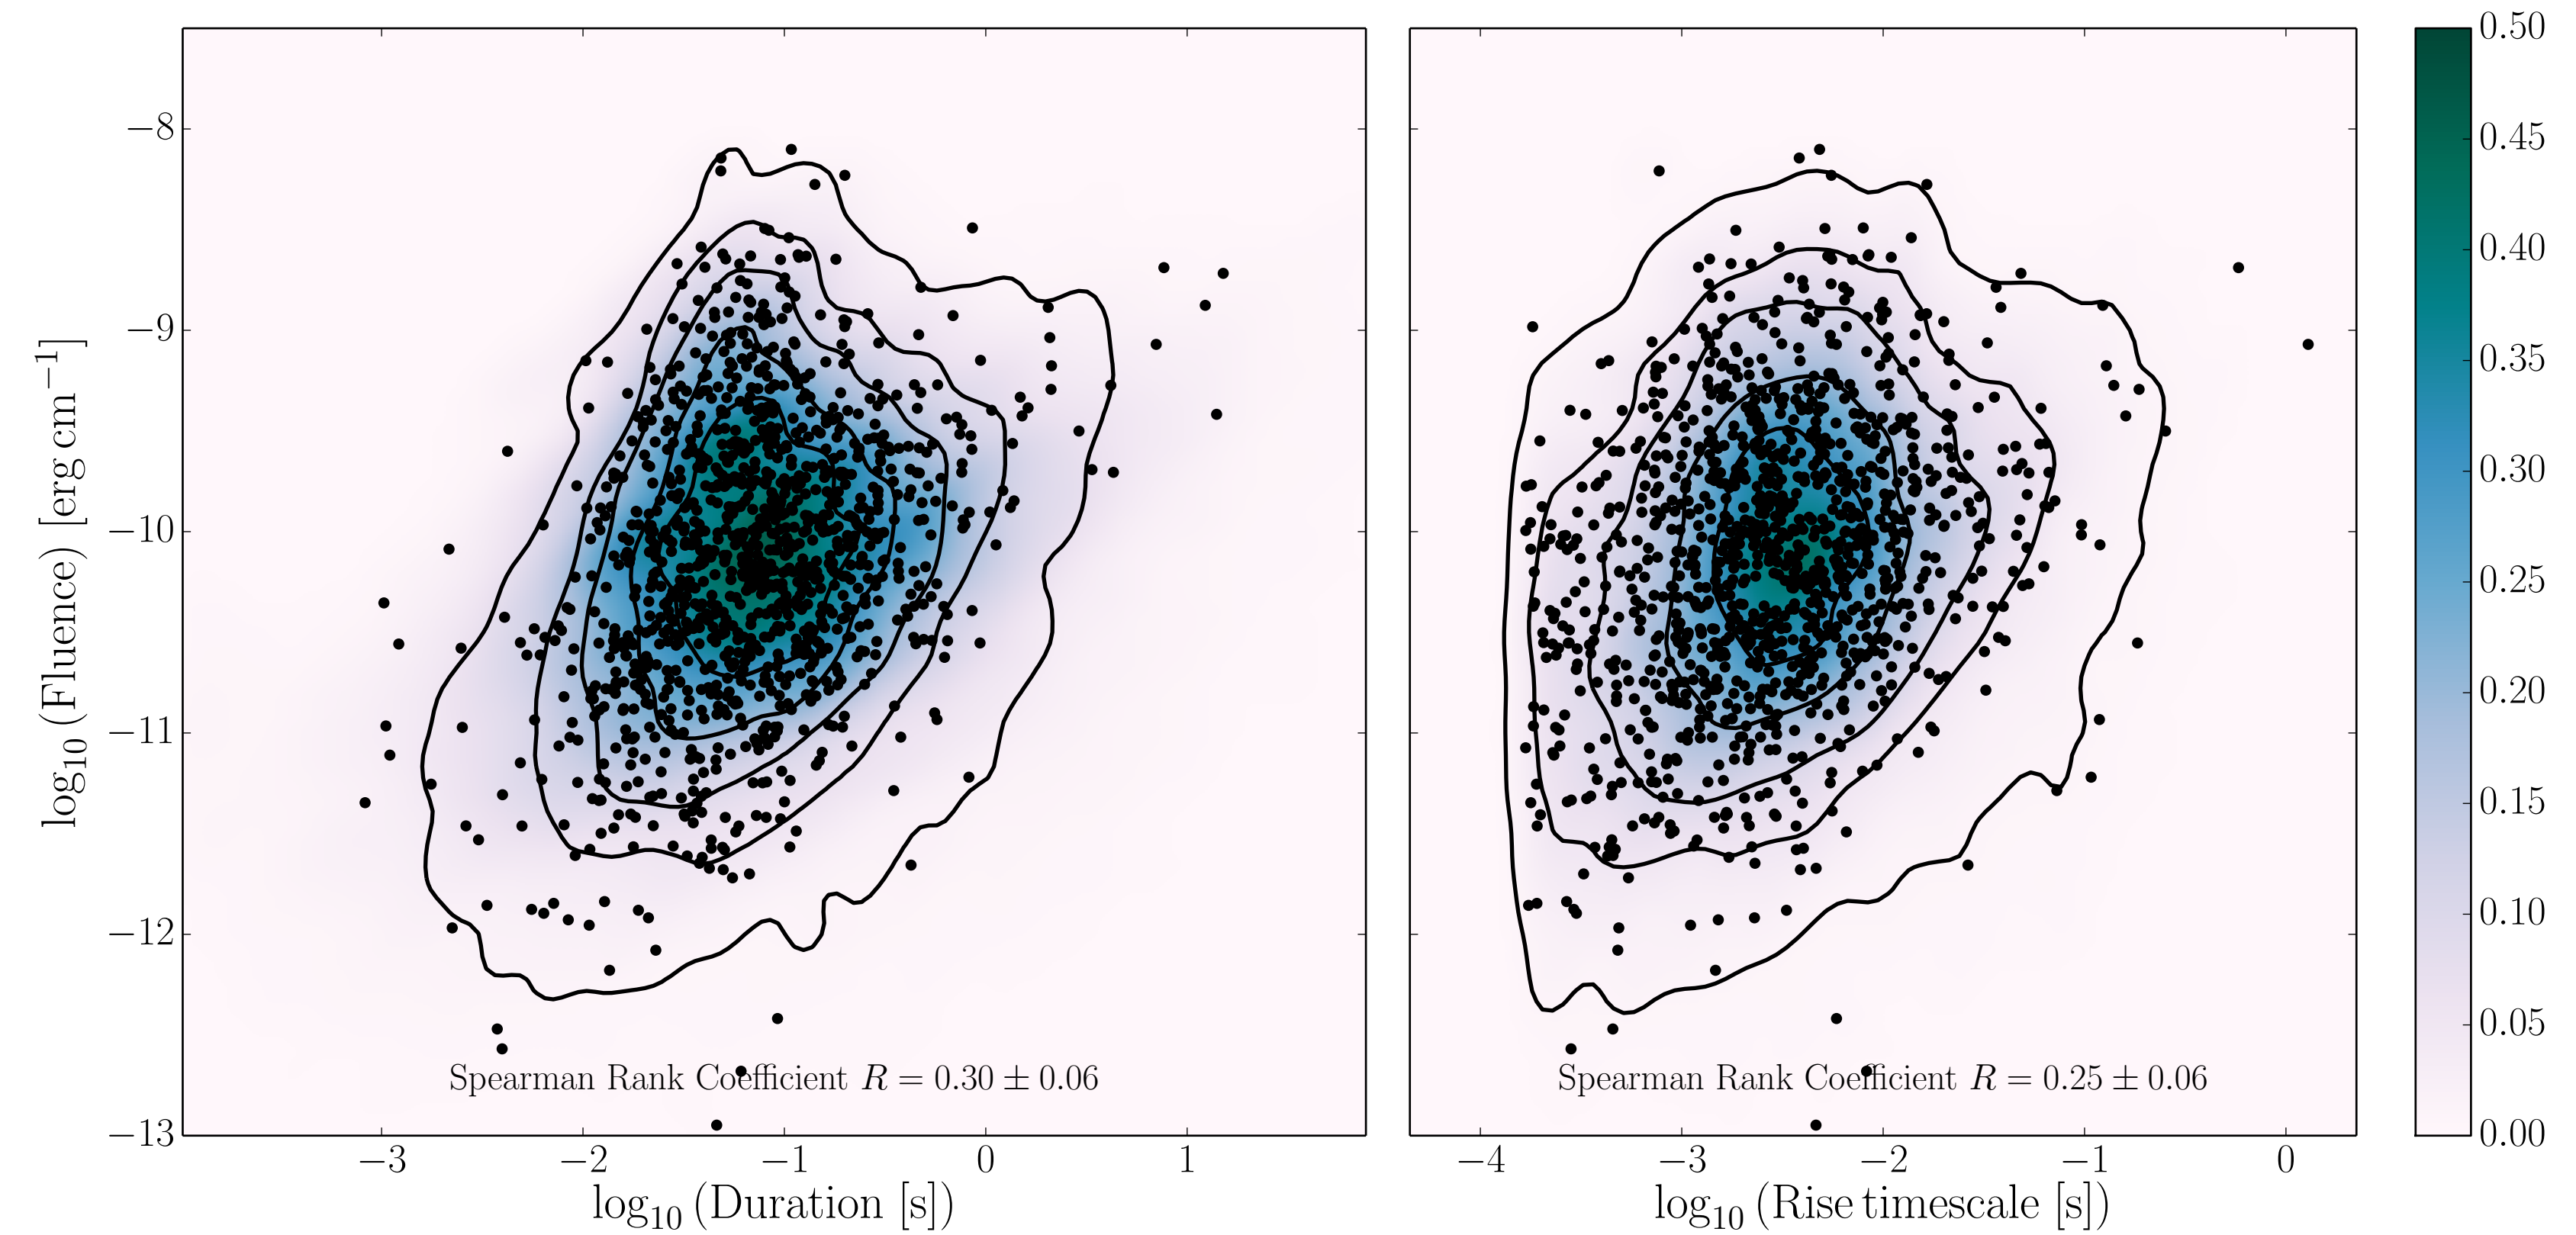 log₁₀(Fluence) [erg cm⁻¹]
−8
−9
−10
−11
−12
−13
Spearman Rank Coefficient R = 0.30 ± 0.06
−3 −2 −1 0 1
log₁₀(Duration [s])
Spearman Rank Coefficient R = 0.25 ± 0.06
−4 −3 −2 −1 0
log₁₀(Rise timescale [s])
0.50
0.45
0.40
0.35
0.30
0.25
0.20
0.15
0.10
0.05
0.00